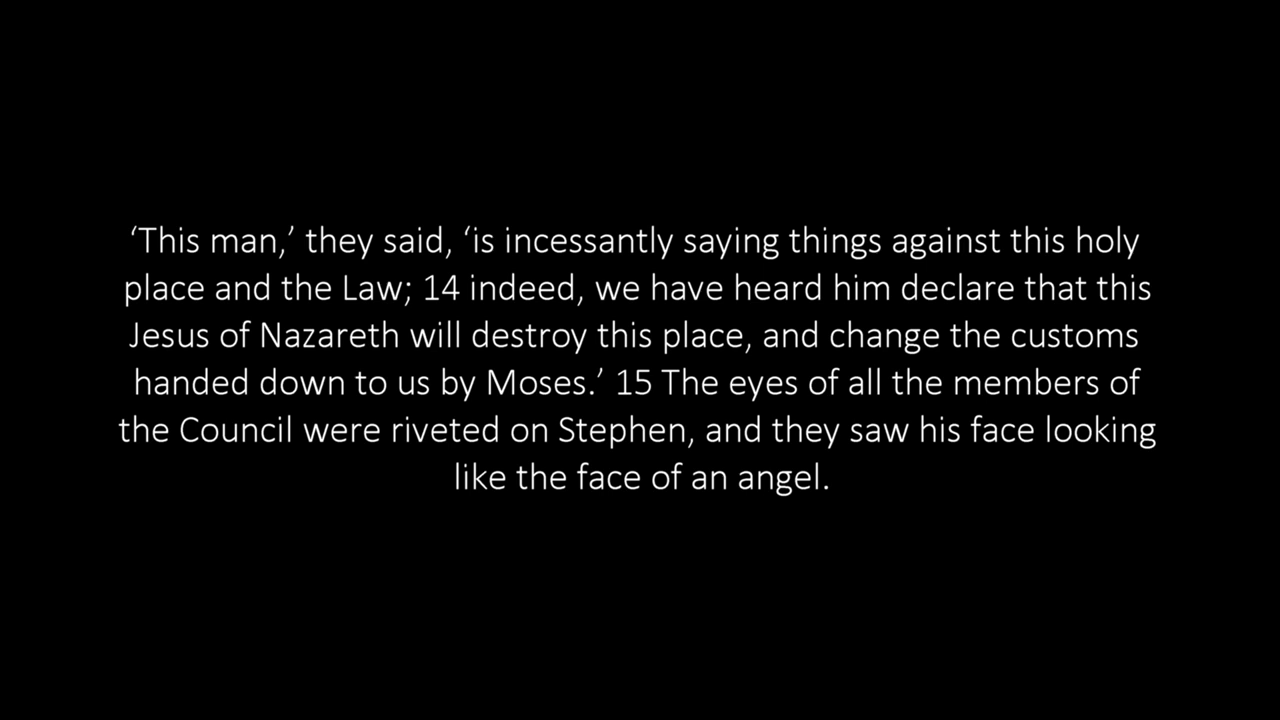 ‘This man,’ they said, ‘is incessantly saying things against this holy
place and the Law; 14 indeed, we have heard him declare that this
Jesus of Nazareth will destroy this place, and change the customs
handed down to us by Moses.’ 15 The eyes of all the members of
the Council were riveted on Stephen, and they saw his face looking
like the face of an angel.